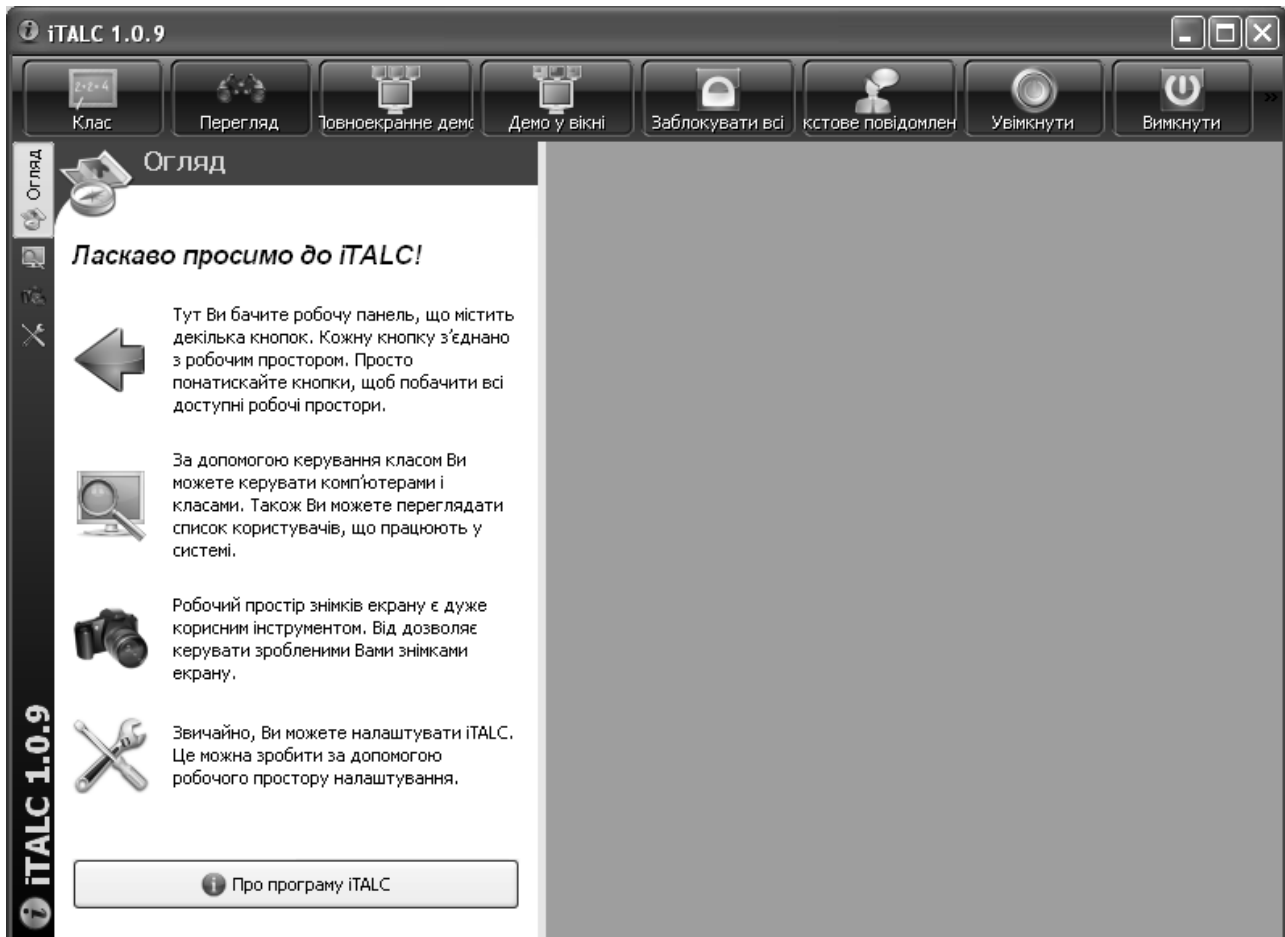 iTALC 1.0.9
2+2=4
Клас
Перегляд
Повноекранне демо
Демо у вікні
Заблокувати всі
кстове повідомлен
Увімкнути
Вимкнути
»
Огляд
Огляд
Ласкаво просимо до iTALC!
Тут Ви бачите робочу панель, що містить
декілька кнопок. Кожну кнопку з’єднано
з робочим простором. Просто
понатискайте кнопки, щоб побачити всі
доступні робочі простори.
За допомогою керування класом Ви
можете керувати комп’ютерами і
класами. Також Ви можете переглядати
список користувачів, що працюють у
системі.
Робочий простір знімків екрану є дуже
корисним інструментом. Від дозволяє
керувати зробленими Вами знімками
екрану.
Звичайно, Ви можете налаштувати iTALC.
Це можна зробити за допомогою
робочого простору налаштування.
Про програму iTALC
iTALC 1.0.9